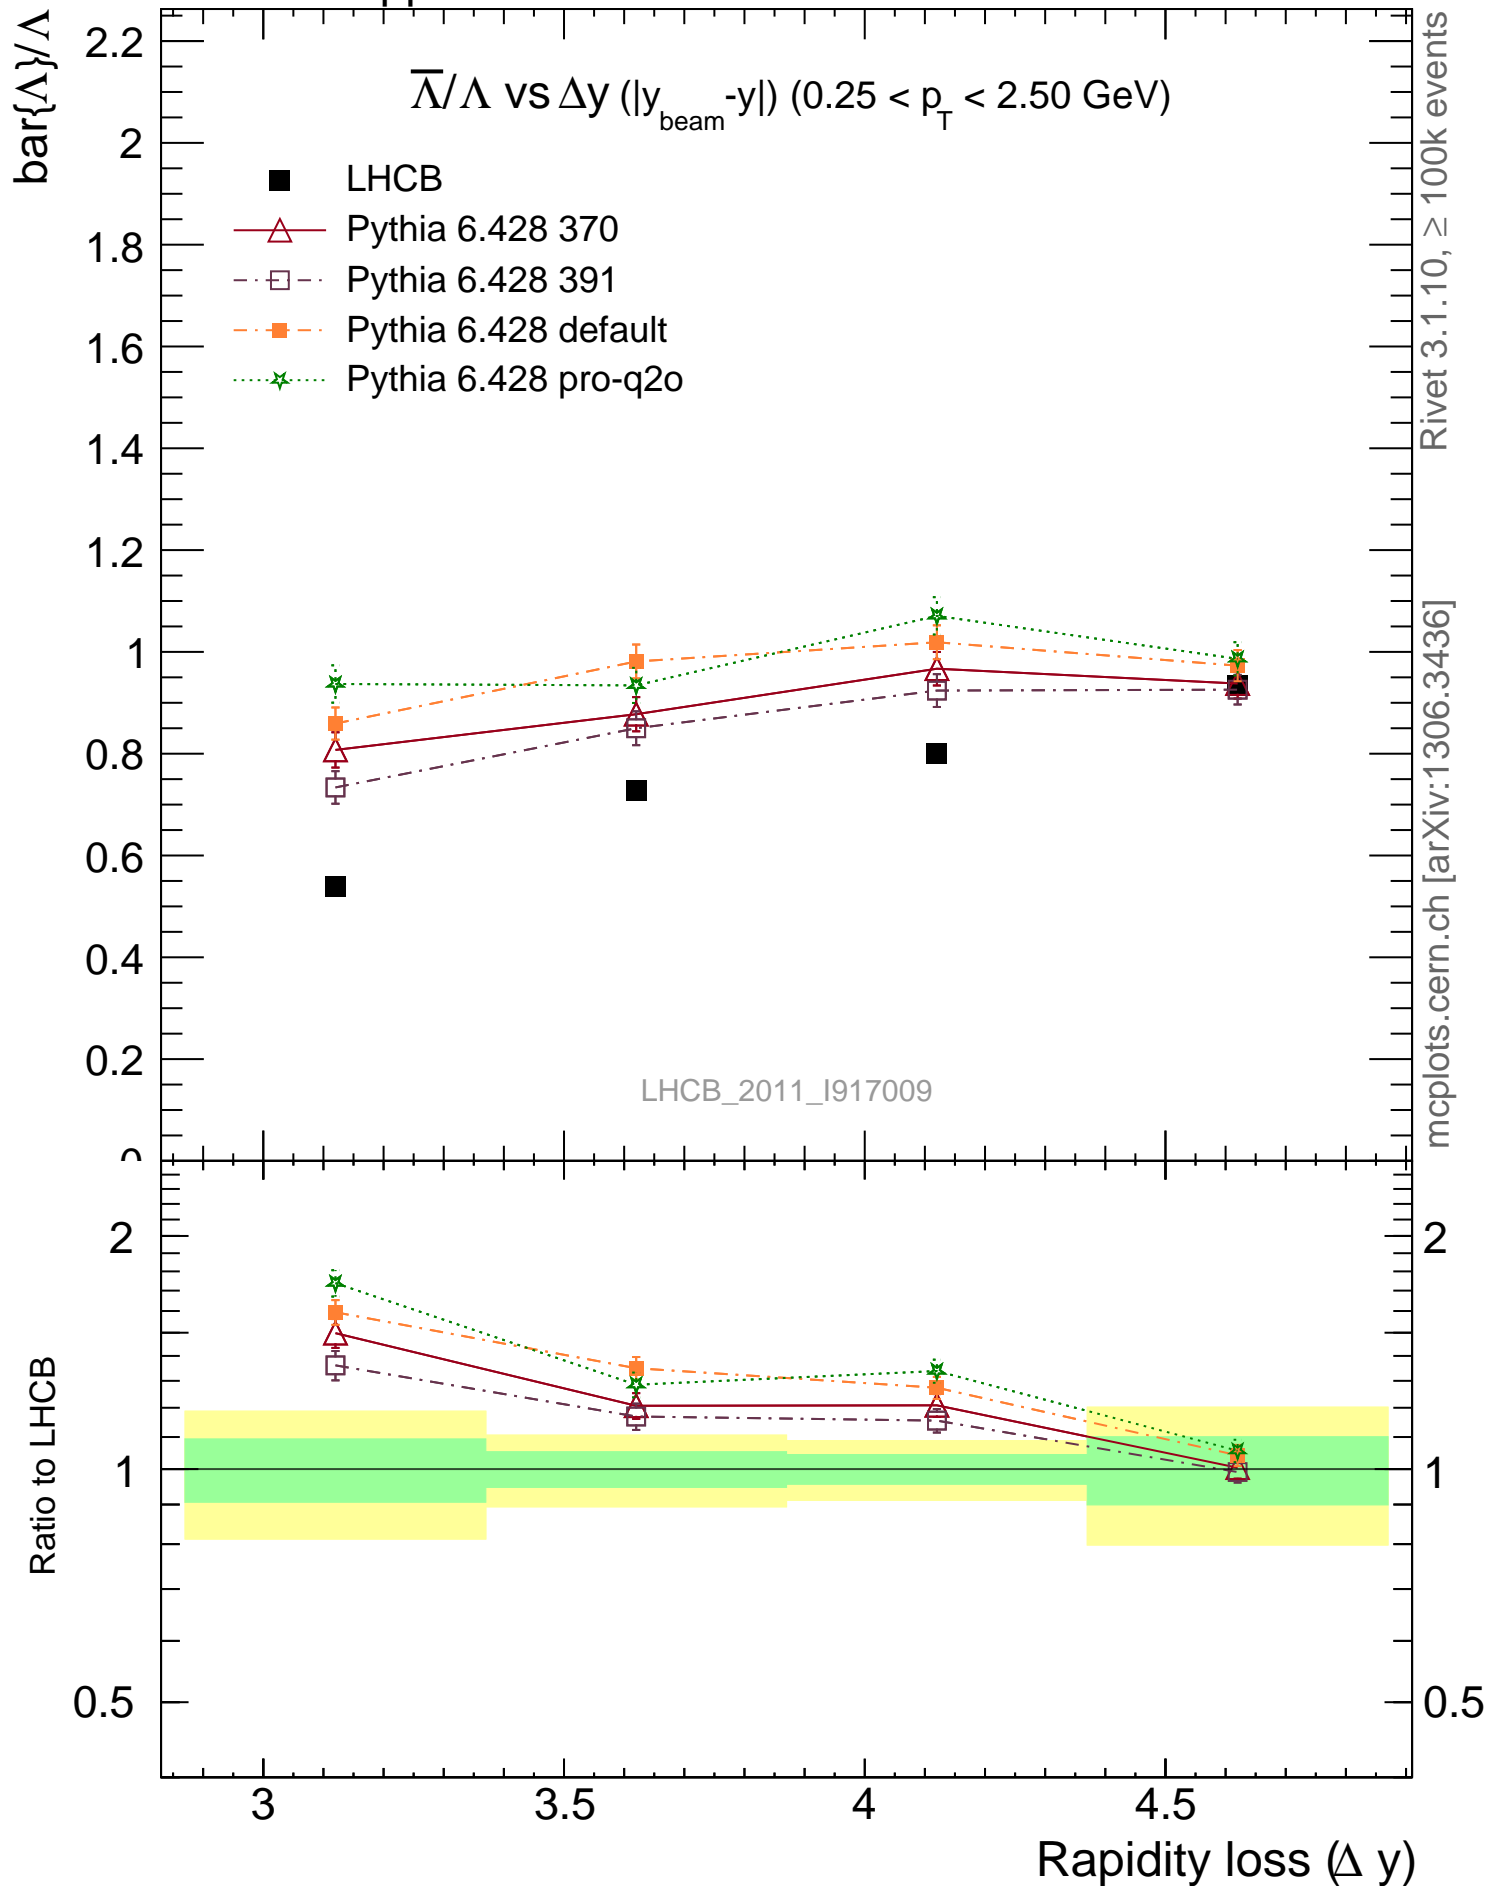 pp
bar{Λ}/Λ
Λ̅/Λ vs Δy (|y_beam -y|) (0.25 < p_T < 2.50 GeV)
LHCB
Pythia 6.428 370
Pythia 6.428 391
Pythia 6.428 default
Pythia 6.428 pro-q2o
2.2
2
1.8
1.6
1.4
1.2
1
0.8
0.6
0.4
0.2
0
LHCB_2011_I917009
Rivet 3.1.10, ≥ 100k events
mcplots.cern.ch [arXiv:1306.3436]
Ratio to LHCB
2
1
0.5
2
1
0.5
3 3.5 4 4.5
Rapidity loss (Δ y)